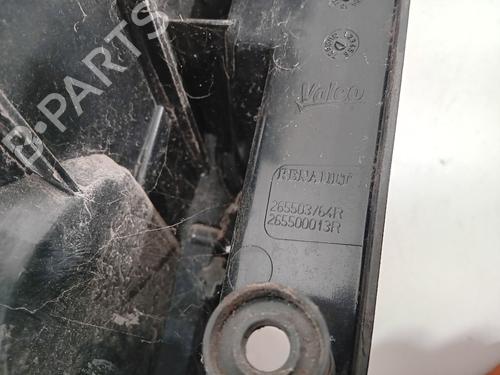 B-PARTS
Valeo
RENAULT
265503764R
265500013R